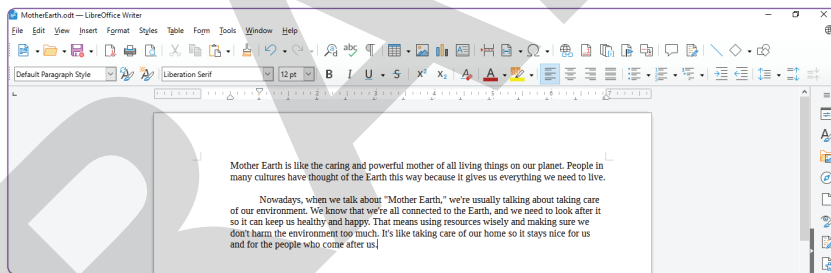 MotherEarth.odt — LibreOffice Writer
File Edit View Insert Format Styles Table Form Tools Window Help
Default Paragraph Style Liberation Serif 12 pt B I U S X² X₂ A A
Mother Earth is like the caring and powerful mother of all living things on our planet. People in
many cultures have thought of the Earth this way because it gives us everything we need to live.
Nowadays, when we talk about "Mother Earth," we're usually talking about taking care
of our environment. We know that we're all connected to the Earth, and we need to look after it
so it can keep us healthy and happy. That means using resources wisely and making sure we
don't harm the environment too much. It's like taking care of our home so it stays nice for us
and for the people who come after us.